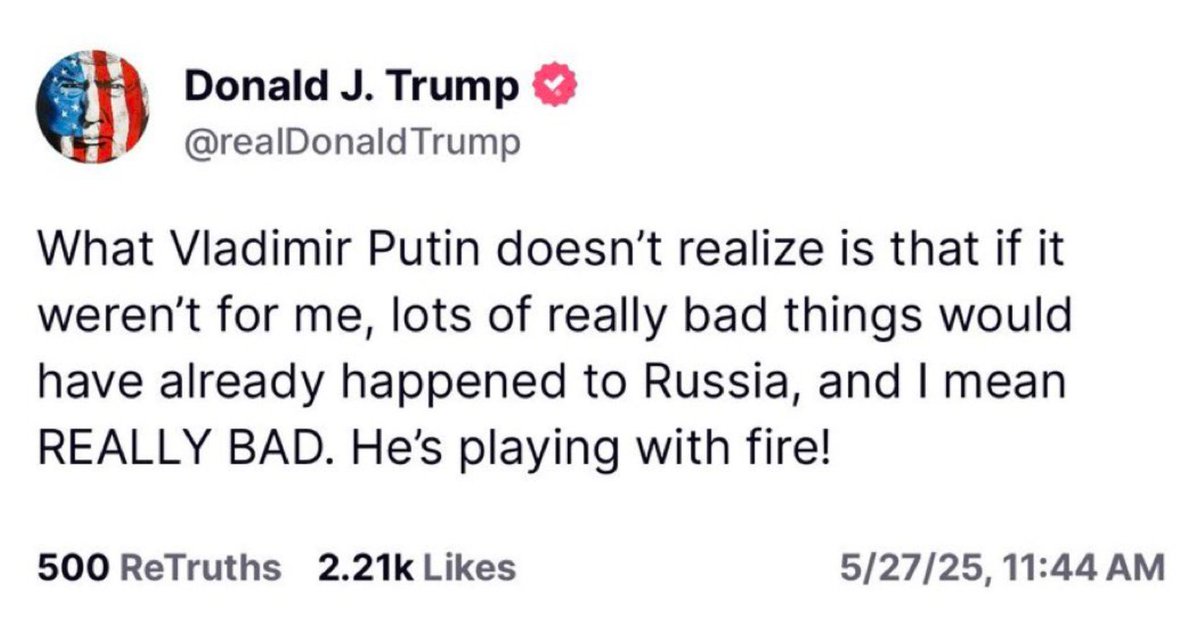 Donald J. Trump
@realDonaldTrump
What Vladimir Putin doesn’t realize is that if it
weren’t for me, lots of really bad things would
have already happened to Russia, and I mean
REALLY BAD. He’s playing with fire!
500 ReTruths 2.21k Likes 5/27/25, 11:44 AM